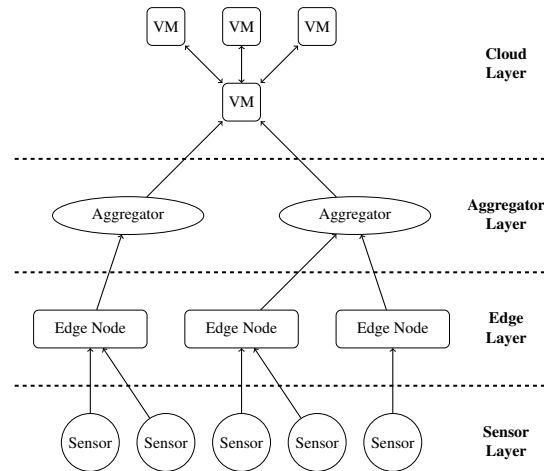 VM VM VM
Cloud
Layer
VM
Aggregator Aggregator
Aggregator
Layer
Edge Node Edge Node Edge Node
Edge
Layer
Sensor Sensor Sensor Sensor Sensor
Sensor
Layer